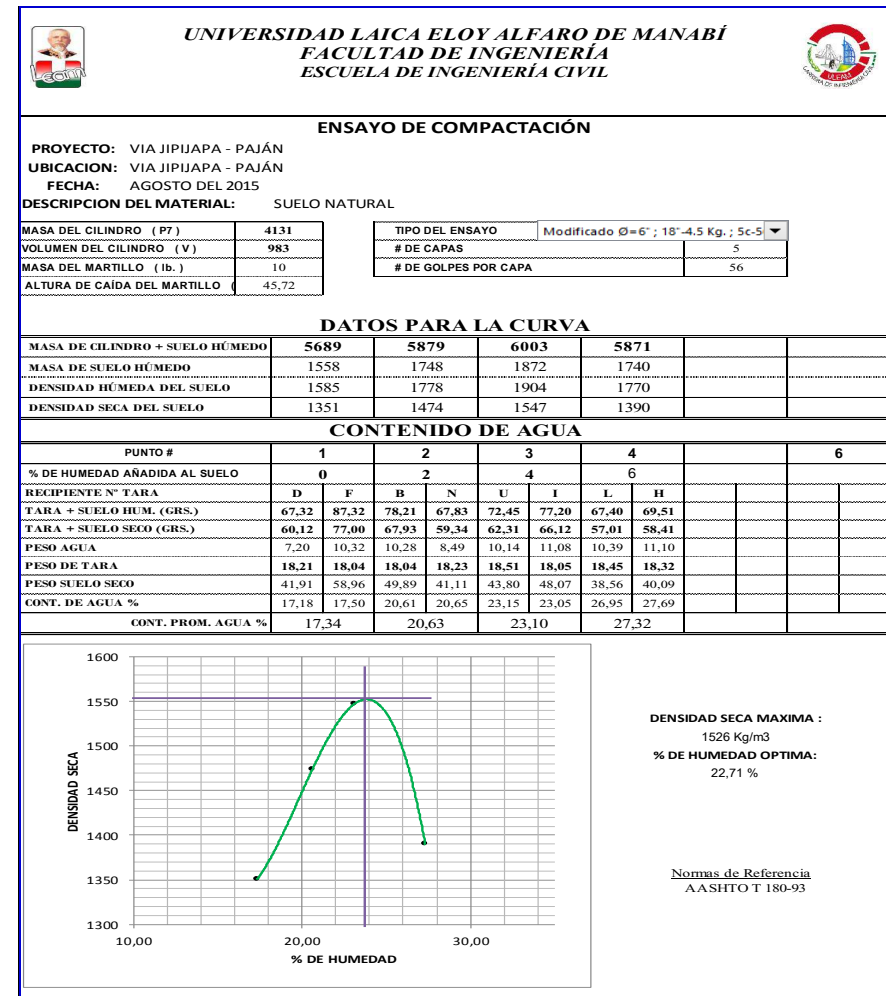 UNIVERSIDAD LAICA ELOY ALFARO DE MANABÍ
FACULTAD DE INGENIERÍA
ESCUELA DE INGENIERÍA CIVIL
ENSAYO DE COMPACTACIÓN
PROYECTO: VIA JIPIJAPA - PAJÁN
UBICACION: VIA JIPIJAPA - PAJÁN
FECHA: AGOSTO DEL 2015
DESCRIPCION DEL MATERIAL: SUELO NATURAL
MASA DEL CILINDRO ( P7 ) 4131 TIPO DEL ENSAYO Modificado Ø=6" ; 18"-4.5 Kg. ; 5c-5
VOLUMEN DEL CILINDRO ( V ) 983 # DE CAPAS 5
MASA DEL MARTILLO ( lb. ) 10 # DE GOLPES POR CAPA 56
ALTURA DE CAÍDA DEL MARTILLO ( 45,72
DATOS PARA LA CURVA
MASA DE CILINDRO + SUELO HÚMEDO 5689 5879 6003 5871
MASA DE SUELO HÚMEDO 1558 1748 1872 1740
DENSIDAD HÚMEDA DEL SUELO 1585 1778 1904 1770
DENSIDAD SECA DEL SUELO 1351 1474 1547 1390
CONTENIDO DE AGUA
PUNTO # 1 2 3 4 6
% DE HUMEDAD AÑADIDA AL SUELO 0 2 4 6
RECIPIENTE Nº TARA D F B N U I L H
TARA + SUELO HUM. (GRS.) 67,32 87,32 78,21 67,83 72,45 77,20 67,40 69,51
TARA + SUELO SECO (GRS.) 60,12 77,00 67,93 59,34 62,31 66,12 57,01 58,41
PESO AGUA 7,20 10,32 10,28 8,49 10,14 11,08 10,39 11,10
PESO DE TARA 18,21 18,04 18,04 18,23 18,51 18,05 18,45 18,32
PESO SUELO SECO 41,91 58,96 49,89 41,11 43,80 48,07 38,56 40,09
CONT. DE AGUA % 17,18 17,50 20,61 20,65 23,15 23,05 26,95 27,69
CONT. PROM. AGUA % 17,34 20,63 23,10 27,32
1600
1550
1500
1450
1400
1350
1300
DENSIDAD SECA
10,00 20,00 30,00
% DE HUMEDAD
DENSIDAD SECA MAXIMA :
1526 Kg/m3
% DE HUMEDAD OPTIMA:
22,71 %
Normas de Referencia
AASHTO T 180-93